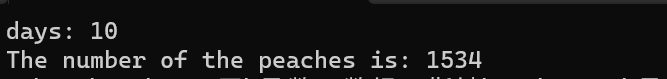 days: 10
The number of the peaches is: 1534